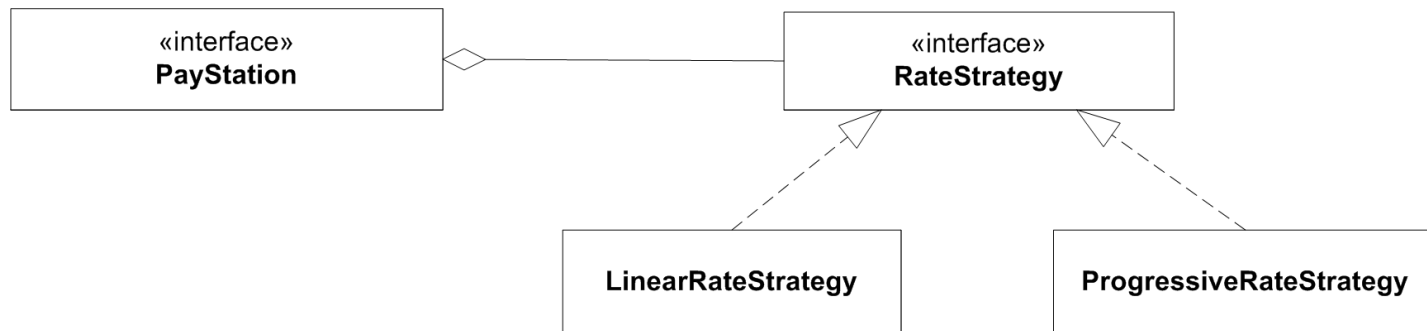 «interface»
PayStation
«interface»
RateStrategy
LinearRateStrategy
ProgressiveRateStrategy